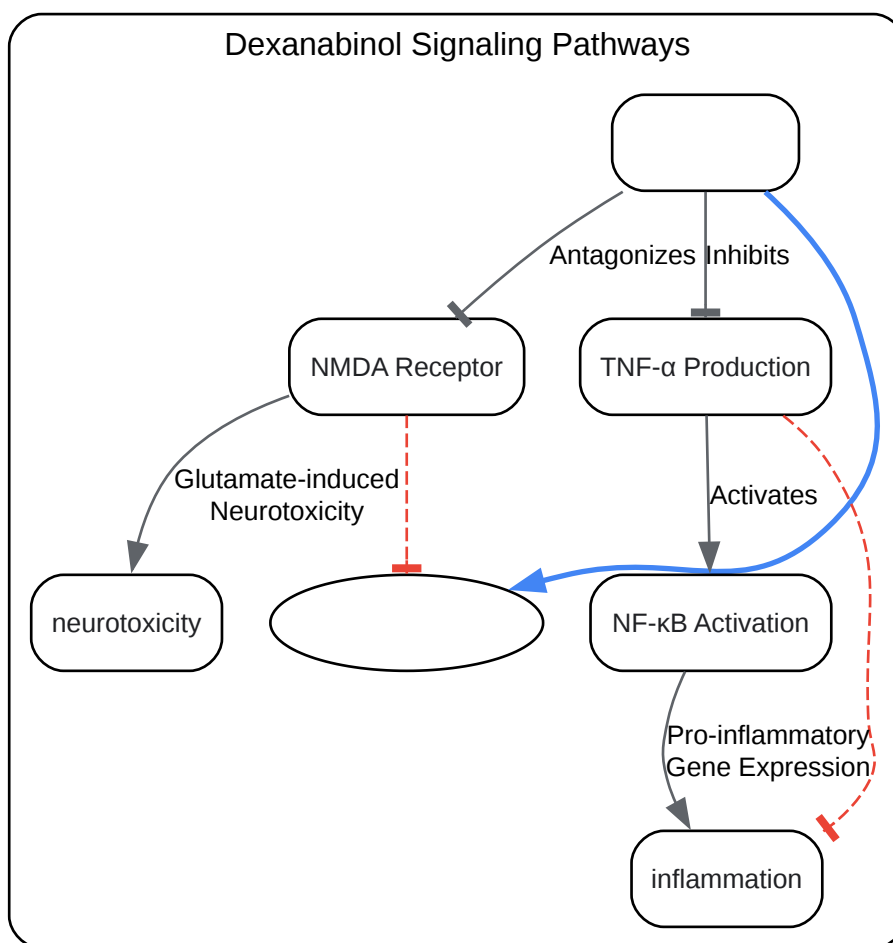 Dexanabinol Signaling Pathways
Antagonizes
Inhibits
NMDA Receptor
TNF-α Production
Glutamate-induced
Neurotoxicity
Activates
neurotoxicity
NF-κB Activation
Pro-inflammatory
Gene Expression
inflammation